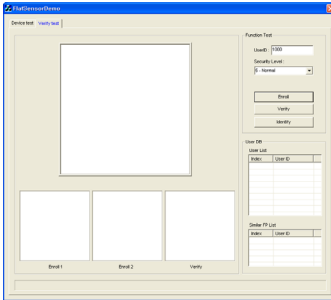 FlatSensorDemo
Device test
Verify test
Function Test
UserID :
1000
Security Level :
6 - Normal
Enroll
Verify
Identify
User DB
User List
Index
User ID
Similar FP List
Index
User ID
Enroll 1
Enroll 2
Verify